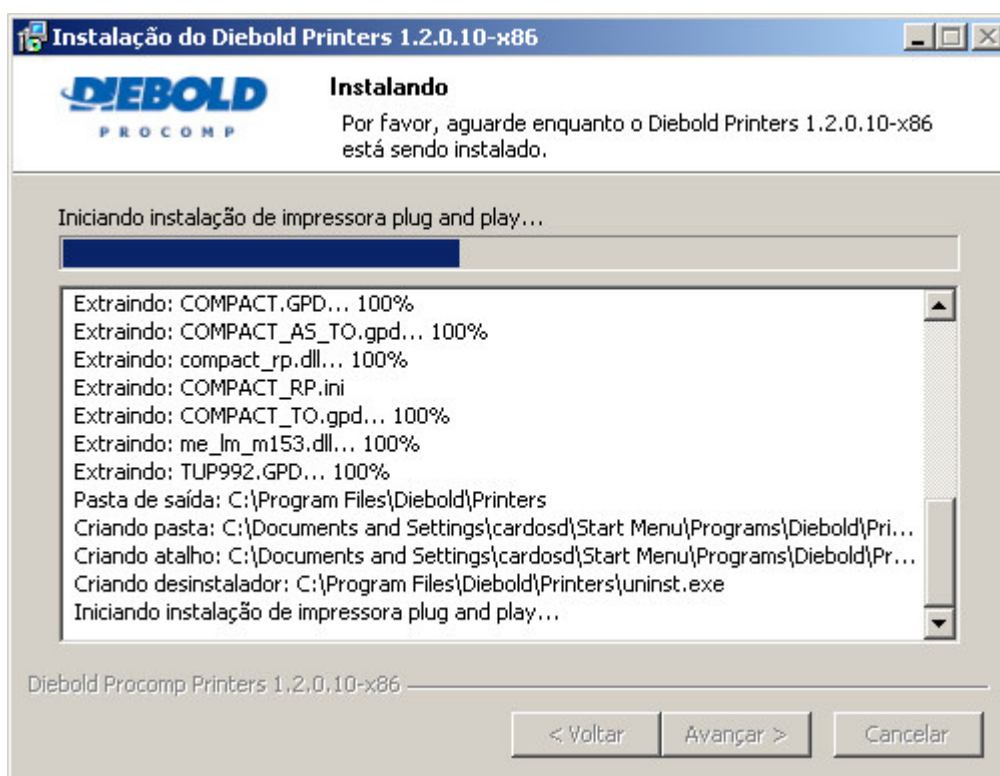 Instalação do Diebold Printers 1.2.0.10-x86
DIEBOLD
PROCOMP
Instalando
Por favor, aguarde enquanto o Diebold Printers 1.2.0.10-x86
está sendo instalado.
Iniciando instalação de impressora plug and play...
Extraindo: COMPACT.GPD... 100%
Extraindo: COMPACT_AS_TO.gpd... 100%
Extraindo: compact_rp.dll... 100%
Extraindo: COMPACT_RP.ini
Extraindo: COMPACT_TO.gpd... 100%
Extraindo: me_lm_m153.dll... 100%
Extraindo: TUP992.GPD... 100%
Pasta de saída: C:\Program Files\Diebold\Printers
Criando pasta: C:\Documents and Settings\cardosd\Start Menu\Programs\Diebold\Pri...
Criando atalho: C:\Documents and Settings\cardosd\Start Menu\Programs\Diebold\Pr...
Criando desinstalador: C:\Program Files\Diebold\Printers\uninst.exe
Iniciando instalação de impressora plug and play...
Diebold Procomp Printers 1.2.0.10-x86
< Voltar
Avançar >
Cancelar